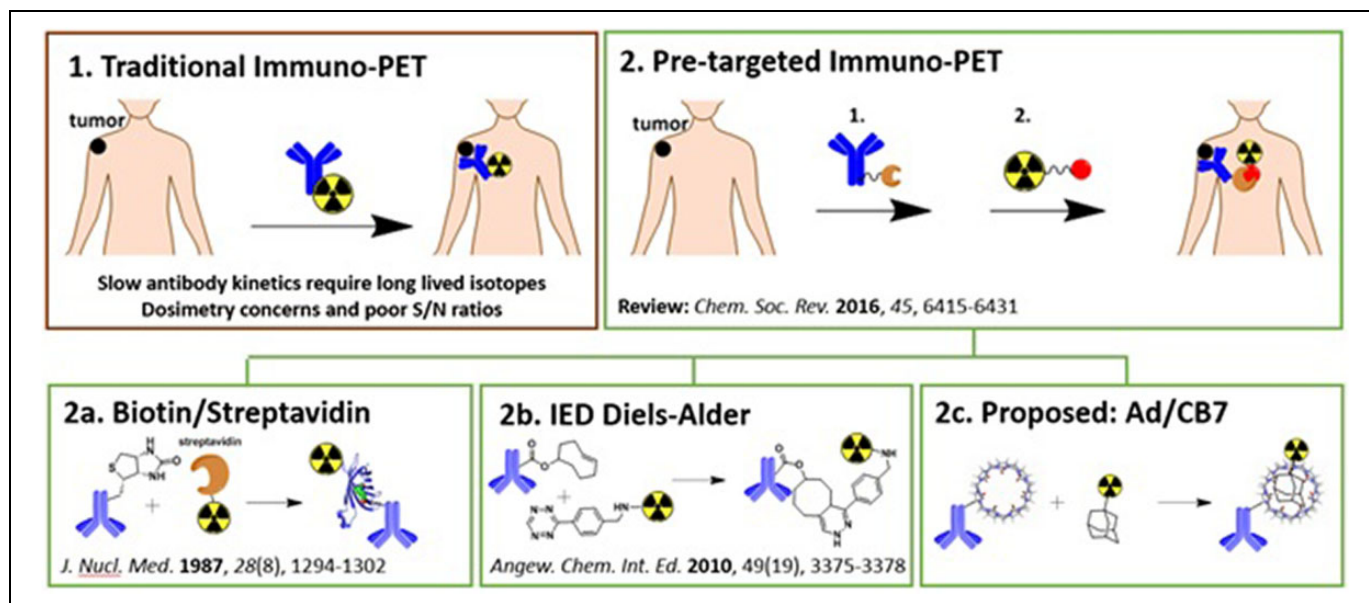 1. Traditional Immuno-PET
tumor
Slow antibody kinetics require long lived isotopes
Dosimetry concerns and poor S/N ratios
2. Pre-targeted Immuno-PET
tumor
1.
2.
Review: Chem. Soc. Rev. 2016, 45, 6415-6431
2a. Biotin/Streptavidin
streptavidin
H
N
O
NH
S
+
J. Nucl. Med. 1987, 28(8), 1294-1302
2b. IED Diels-Alder
O
O
+
N=N
N=N
HN
O
O
NH
N
N
H
Angew. Chem. Int. Ed. 2010, 49(19), 3375-3378
2c. Proposed: Ad/CB7
+